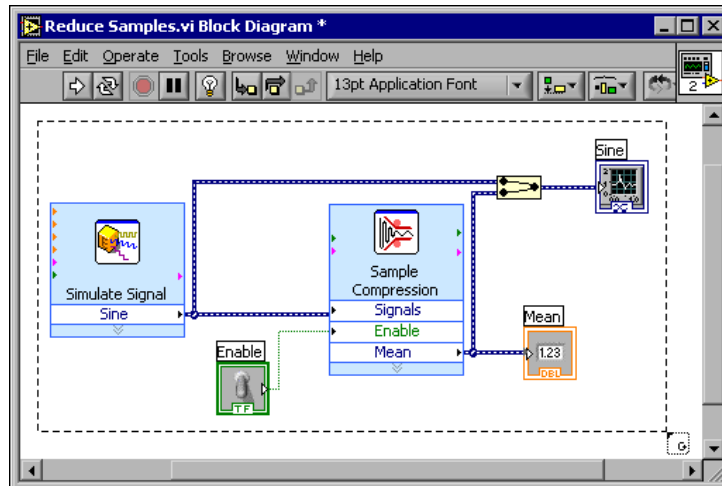 Reduce Samples.vi Block Diagram *
File Edit Operate Tools Browse Window Help
13pt Application Font
2
Sine
Simulate Signal
Sine
Sample
Compression
Signals
Enable
Mean
Enable
TF
Mean
1.23
DBL